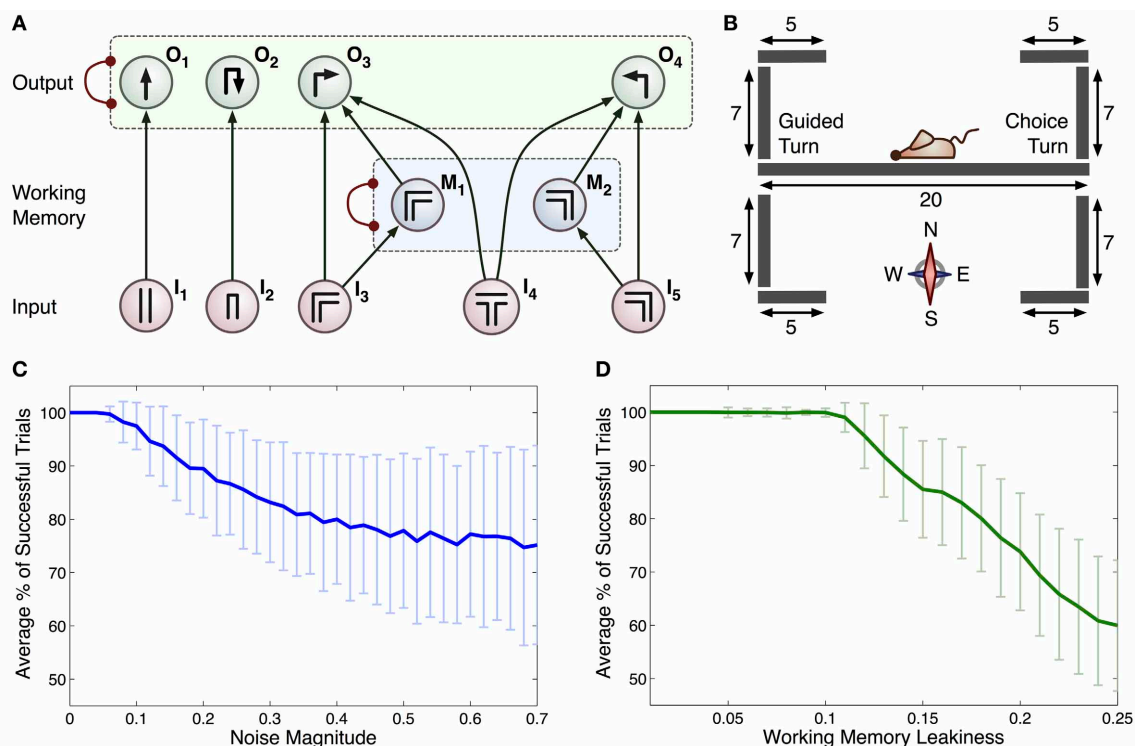 A
Output
O1
O2
O3
O4
Working
Memory
M1
M2
Input
I1
I2
I3
I4
I5
B
5
5
7
7
Guided
Turn
Choice
Turn
20
7
7
N
W
E
S
5
5
C
Average % of Successful Trials
100
90
80
70
60
50
0
0.1
0.2
0.3
0.4
0.5
0.6
0.7
Noise Magnitude
D
Average % of Successful Trials
100
90
80
70
60
50
0.05
0.1
0.15
0.2
0.25
Working Memory Leakiness